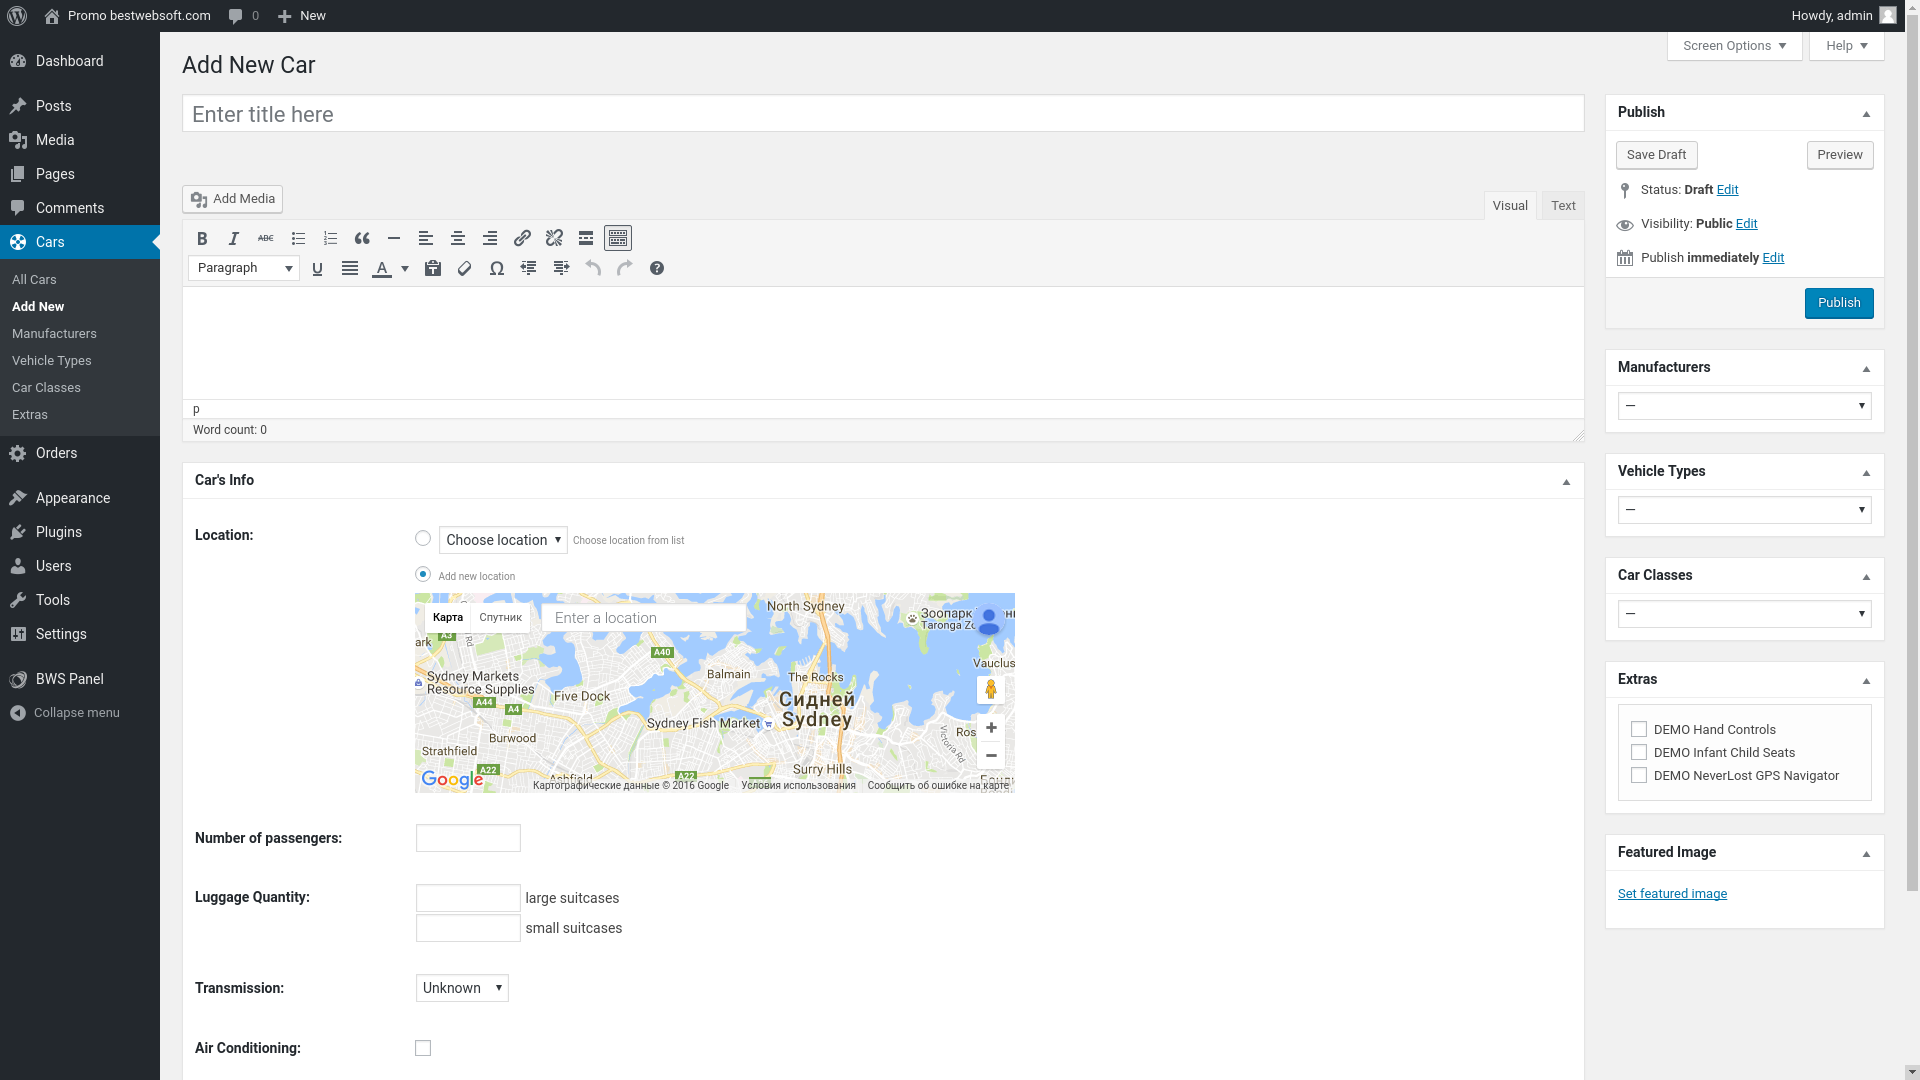 Promo bestwebsoft.com
0
New
Howdy, admin
Dashboard
Posts
Media
Pages
Comments
Cars
All Cars
Add New
Manufacturers
Vehicle Types
Car Classes
Extras
Orders
Appearance
Plugins
Users
Tools
Settings
BWS Panel
Collapse menu
Screen Options
Help
Add New Car
Enter title here
Add Media
Visual
Text
B I ABC
Paragraph
U
A
Ω
p
Word count: 0
Car's Info
Location:
Choose location
Choose location from list
Add new location
Карта
Спутник
Enter a location
North Sydney
Зоопарк
Taronga Zo
A3
Rd
ark
A40
Vauclus
Sydney Markets
Resource Supplies
Balmain
The Rocks
Five Dock
Сидней
Sydney
A44
A4
Sydney Fish Market
Burwood
Ros
Victoria Rd
Strathfield
Surry Hills
A22
A22
Ashfield
Google
Картографические данные © 2016 Google
Условия использования
Сообщить об ошибке на карте
Number of passengers:
Luggage Quantity:
large suitcases
small suitcases
Transmission:
Unknown
Air Conditioning:
Publish
Save Draft
Preview
Status: Draft Edit
Visibility: Public Edit
Publish immediately Edit
Publish
Manufacturers
—
Vehicle Types
—
Car Classes
—
Extras
DEMO Hand Controls
DEMO Infant Child Seats
DEMO NeverLost GPS Navigator
Featured Image
Set featured image